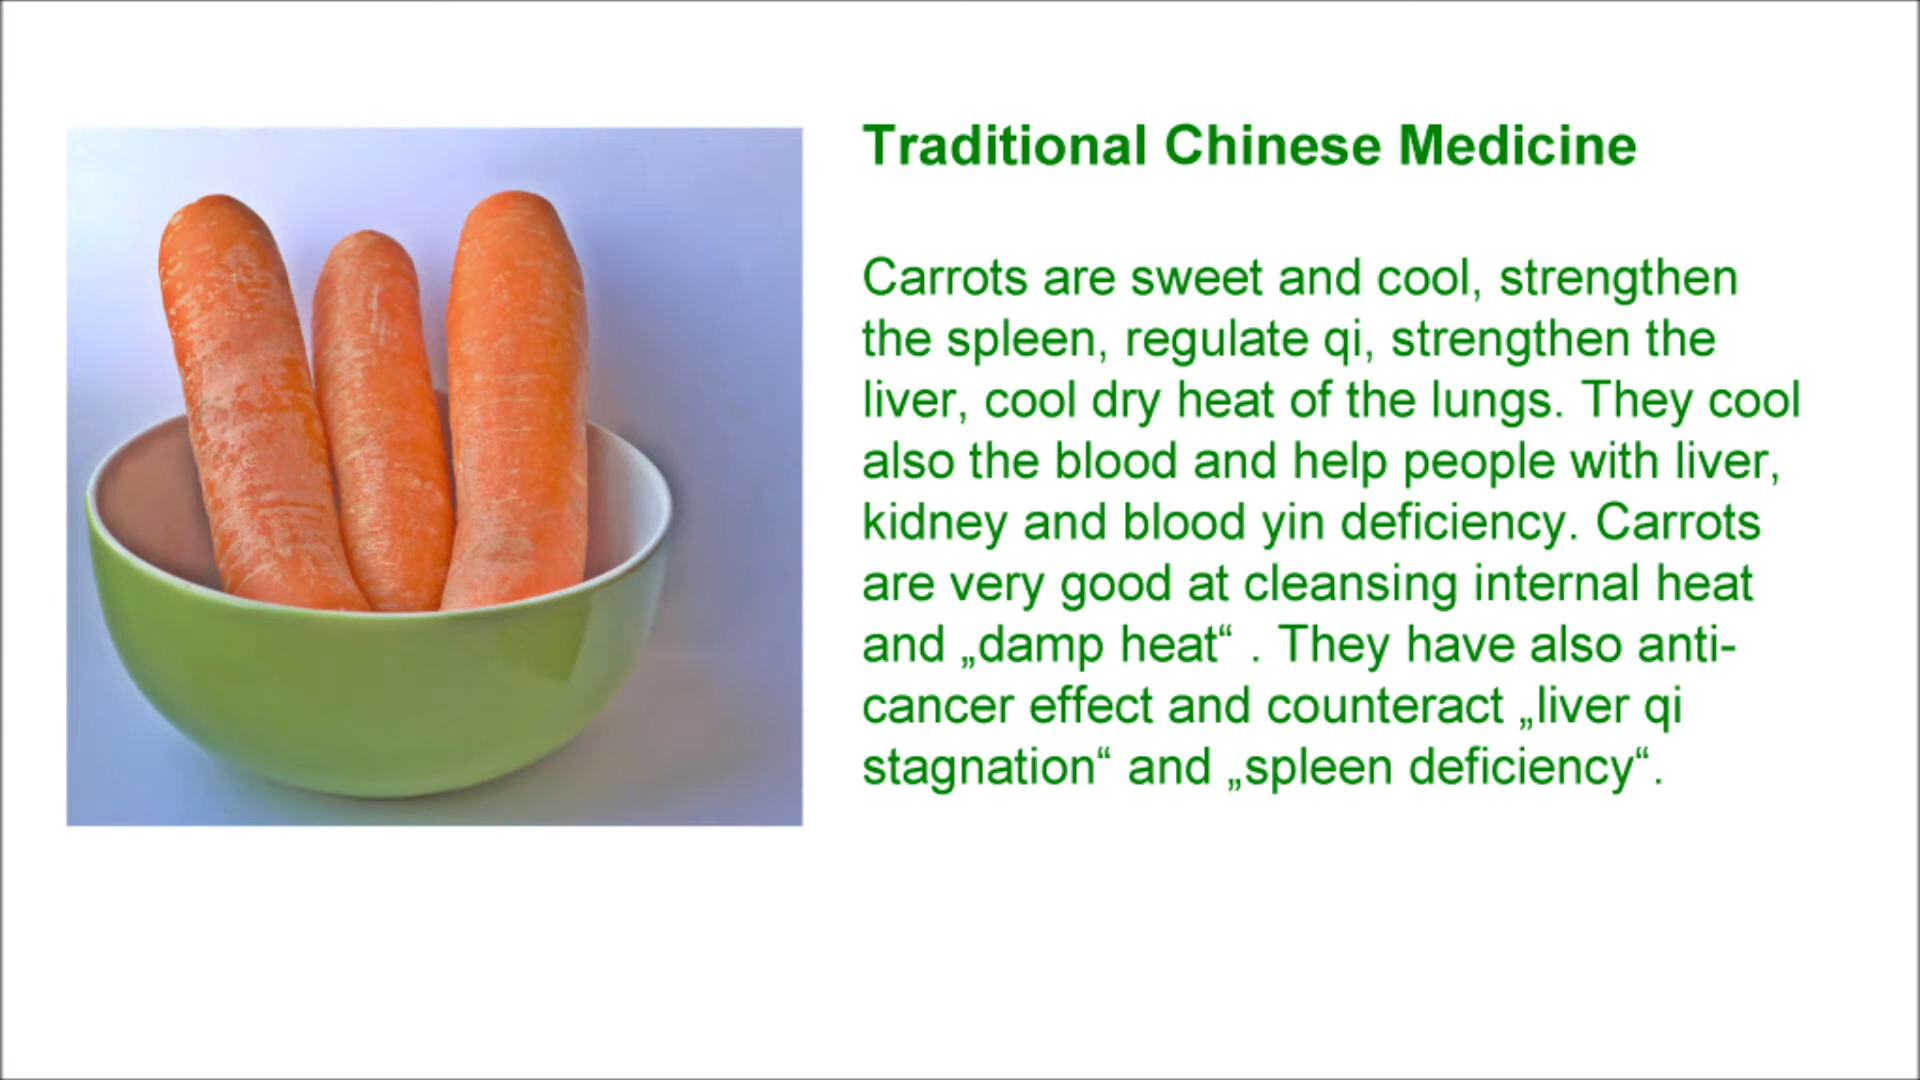 Traditional Chinese Medicine
Carrots are sweet and cool, strengthen
the spleen, regulate qi, strengthen the
liver, cool dry heat of the lungs. They cool
also the blood and help people with liver,
kidney and blood yin deficiency. Carrots
are very good at cleansing internal heat
and „damp heat“ . They have also anti-
cancer effect and counteract „liver qi
stagnation“ and „spleen deficiency“.